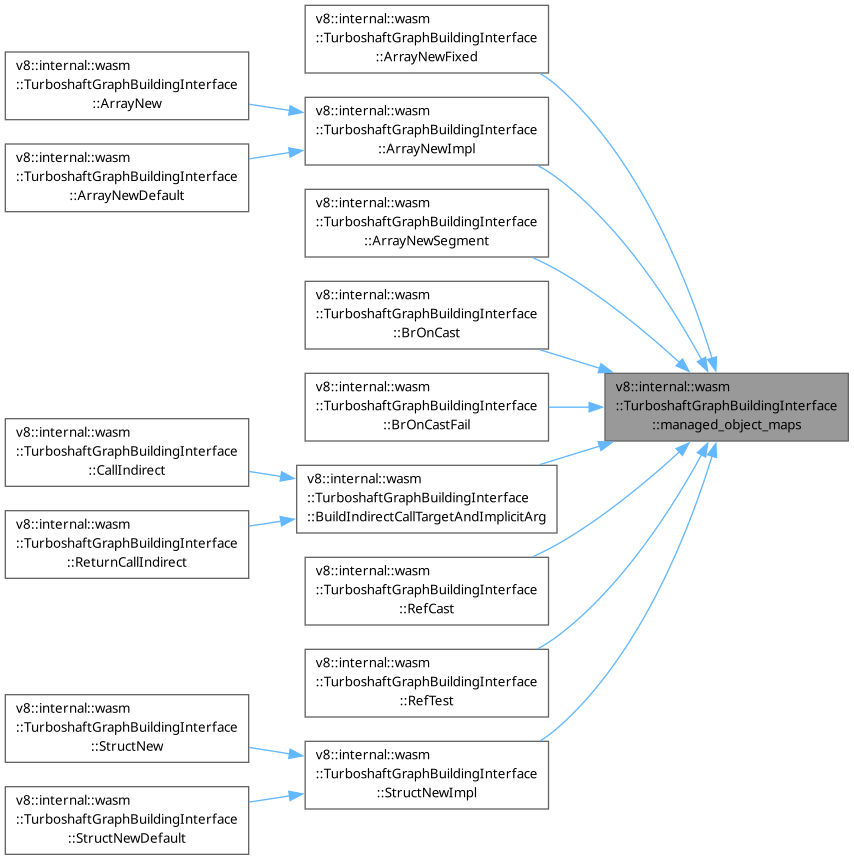 v8::internal::wasm
::TurboshaftGraphBuildingInterface
::ArrayNew
v8::internal::wasm
::TurboshaftGraphBuildingInterface
::ArrayNewDefault
v8::internal::wasm
::TurboshaftGraphBuildingInterface
::CallIndirect
v8::internal::wasm
::TurboshaftGraphBuildingInterface
::ReturnCallIndirect
v8::internal::wasm
::TurboshaftGraphBuildingInterface
::StructNew
v8::internal::wasm
::TurboshaftGraphBuildingInterface
::StructNewDefault
v8::internal::wasm
::TurboshaftGraphBuildingInterface
::ArrayNewFixed
v8::internal::wasm
::TurboshaftGraphBuildingInterface
::ArrayNewImpl
v8::internal::wasm
::TurboshaftGraphBuildingInterface
::ArrayNewSegment
v8::internal::wasm
::TurboshaftGraphBuildingInterface
::BrOnCast
v8::internal::wasm
::TurboshaftGraphBuildingInterface
::BrOnCastFail
v8::internal::wasm
::TurboshaftGraphBuildingInterface
::BuildIndirectCallTargetAndImplicitArg
v8::internal::wasm
::TurboshaftGraphBuildingInterface
::RefCast
v8::internal::wasm
::TurboshaftGraphBuildingInterface
::RefTest
v8::internal::wasm
::TurboshaftGraphBuildingInterface
::StructNewImpl
v8::internal::wasm
::TurboshaftGraphBuildingInterface
::managed_object_maps